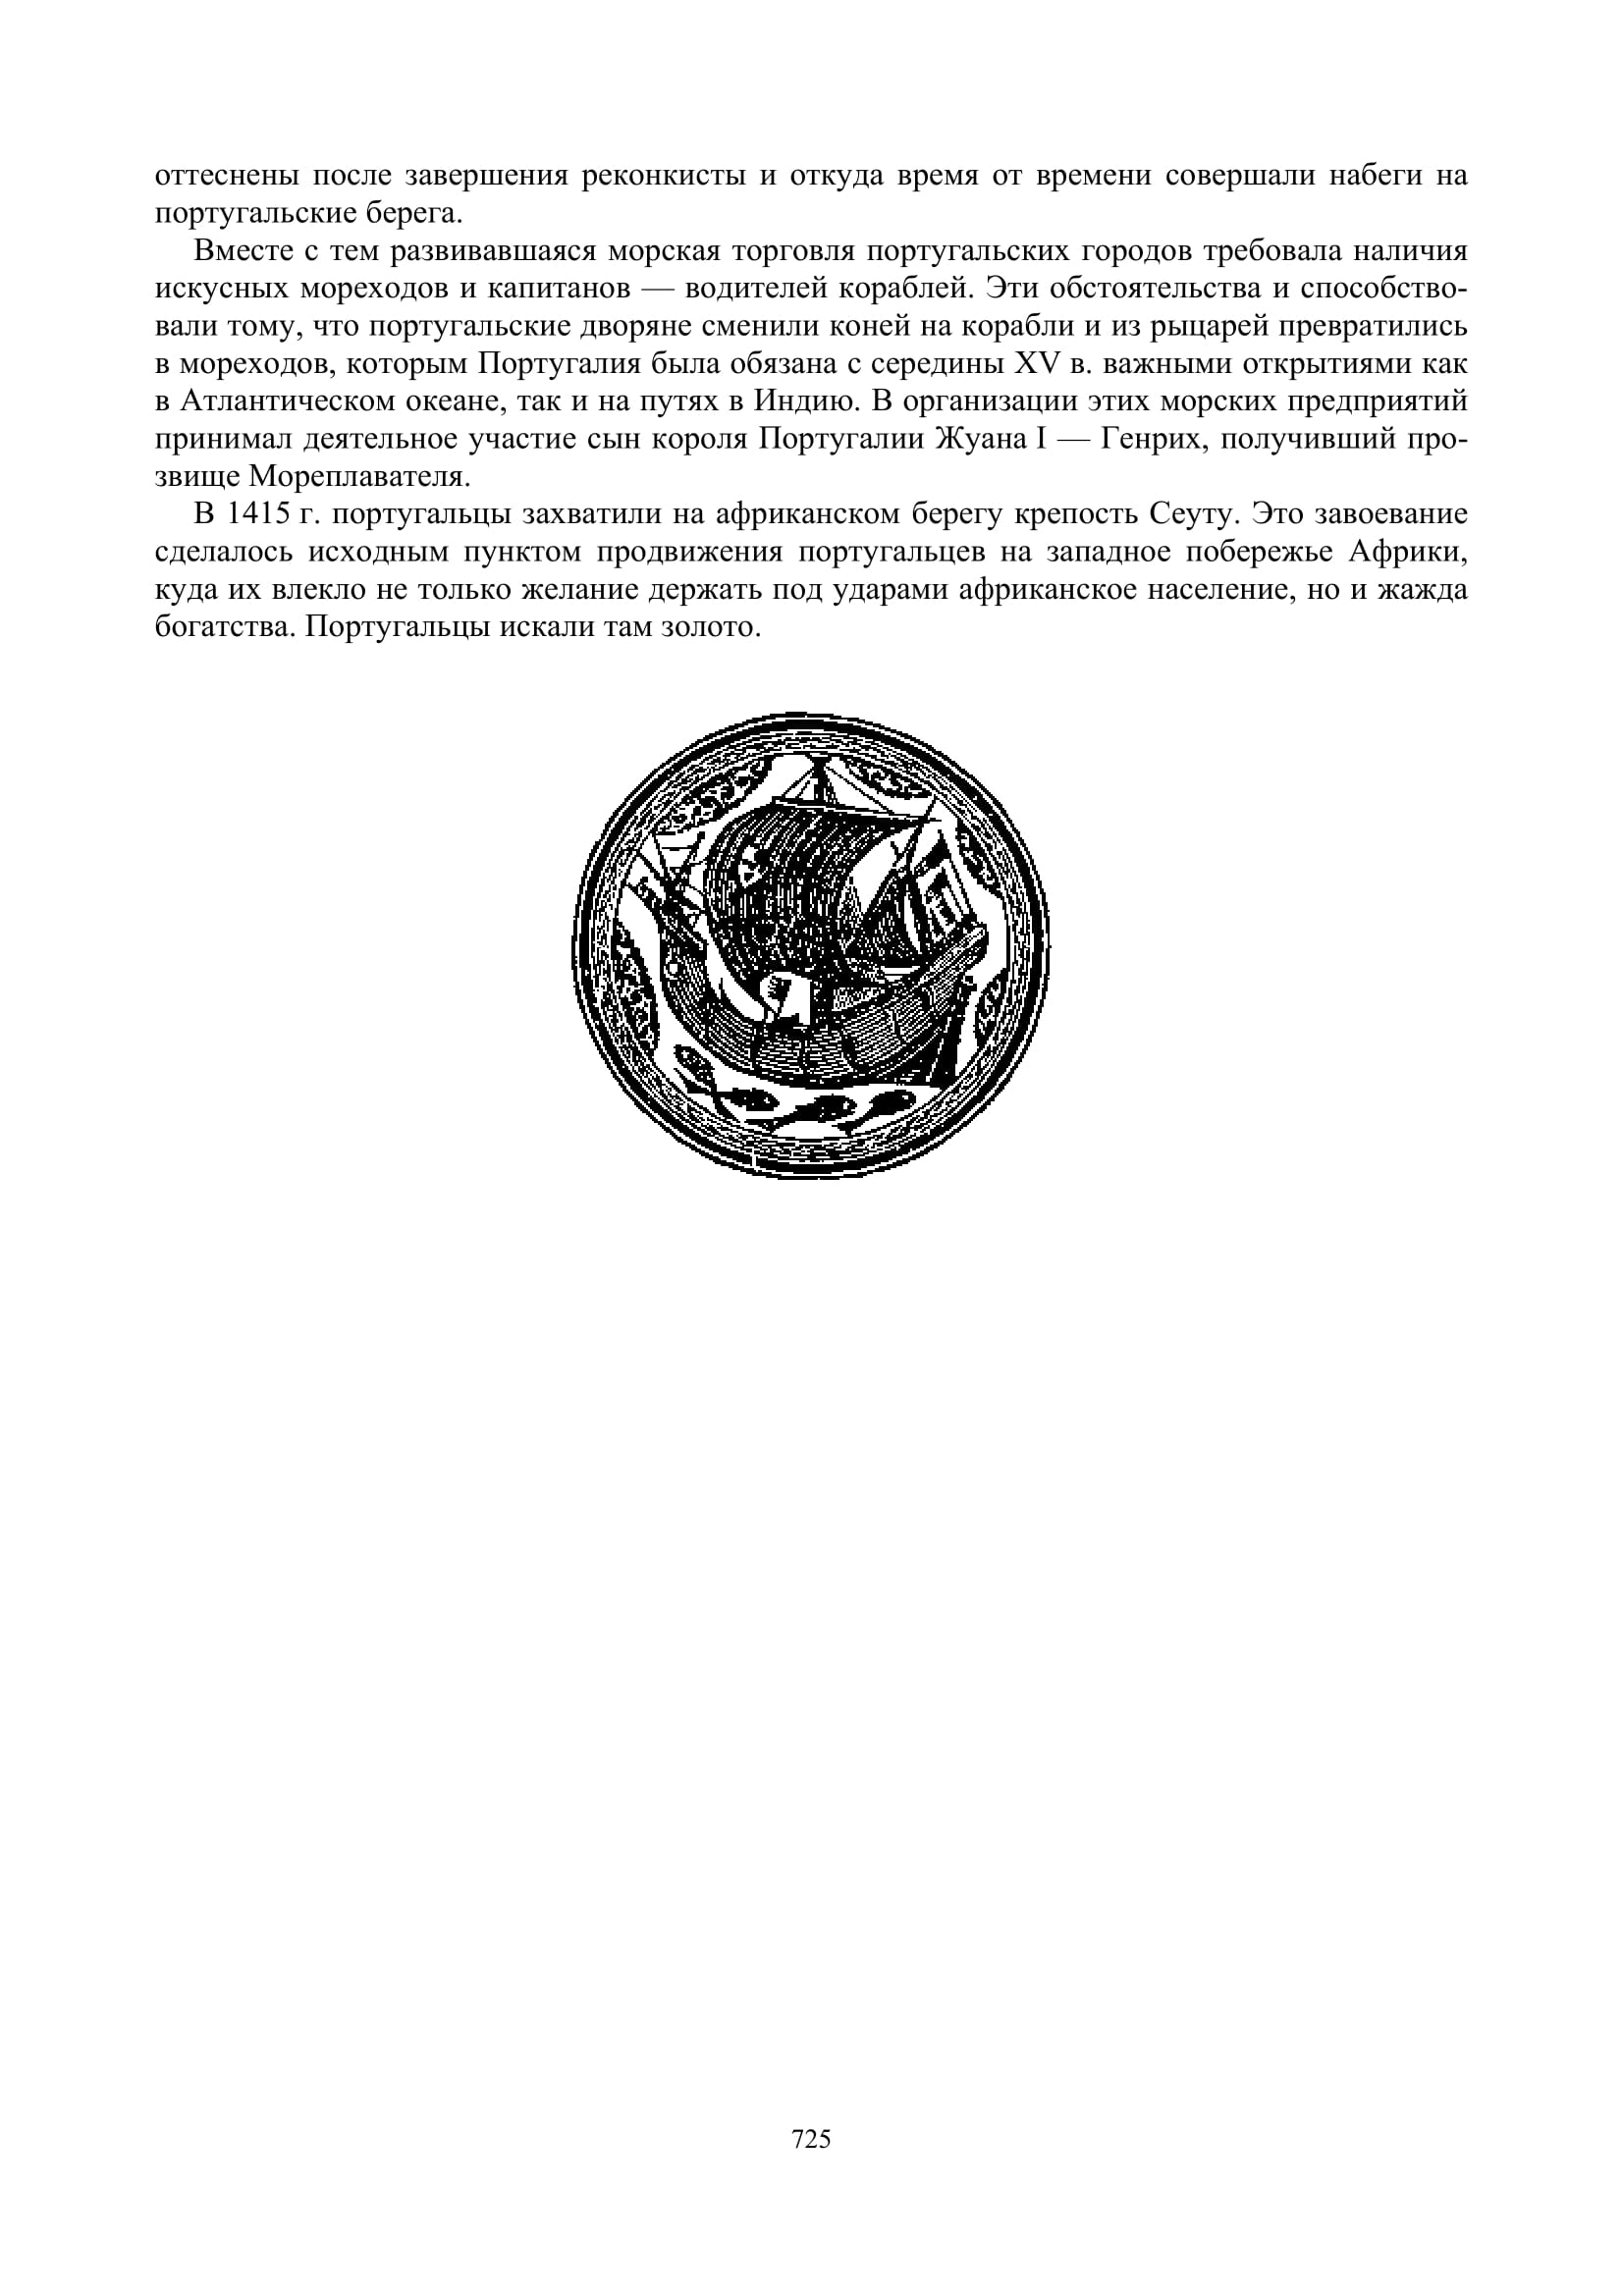 оттеснены после завершения реконкисты и откуда время от времени совершали набеги на
португальские берега.
Вместе с тем развивавшаяся морская торговля португальских городов требовала наличия
искусных мореходов и капитанов — водителей кораблей. Эти обстоятельства и способство-
вали тому, что португальские дворяне сменили коней на корабли и из рыцарей превратились
в мореходов, которым Португалия была обязана с середины XV в. важными открытиями как
в Атлантическом океане, так и на путях в Индию. В организации этих морских предприятий
принимал деятельное участие сын короля Португалии Жуана I — Генрих, получивший про-
звище Мореплавателя.
В 1415 г. португальцы захватили на африканском берегу крепость Сеуту. Это завоевание
сделалось исходным пунктом продвижения португальцев на западное побережье Африки,
куда их влекло не только желание держать под ударами африканское население, но и жажда
богатства. Португальцы искали там золото.
725